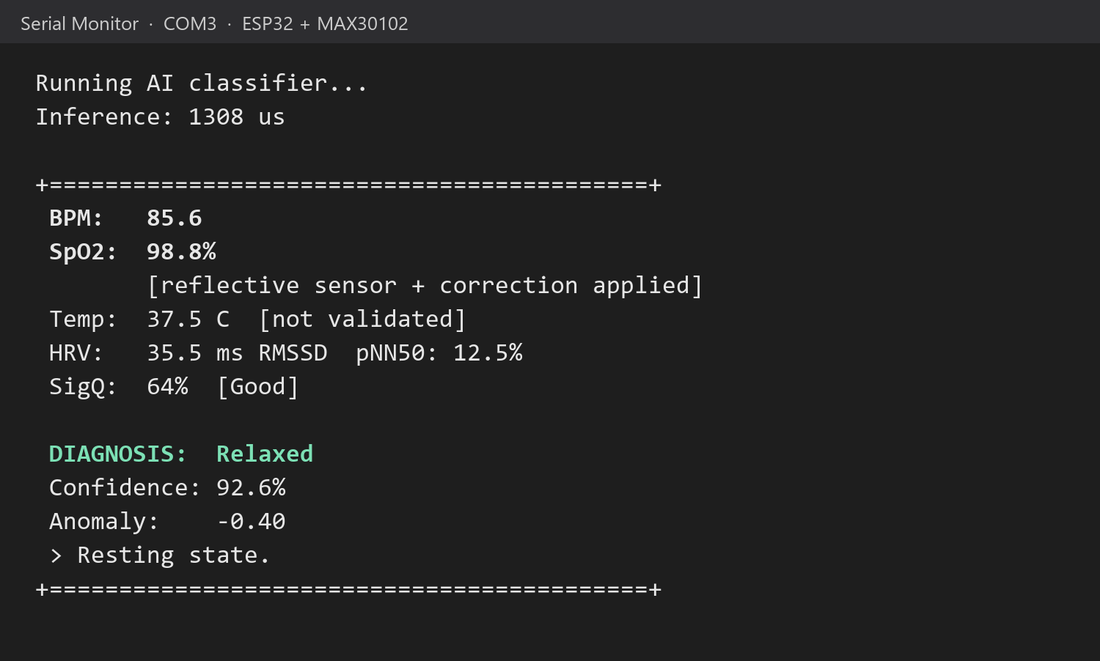 Serial Monitor · COM3 · ESP32 + MAX30102
Running AI classifier...
Inference: 1308 us
+===========================================+
BPM: 85.6
SpO2: 98.8%
[reflective sensor + correction applied]
Temp: 37.5 C [not validated]
HRV: 35.5 ms RMSSD pNN50: 12.5%
SigQ: 64% [Good]
DIAGNOSIS: Relaxed
Confidence: 92.6%
Anomaly: -0.40
> Resting state.
+===========================================+